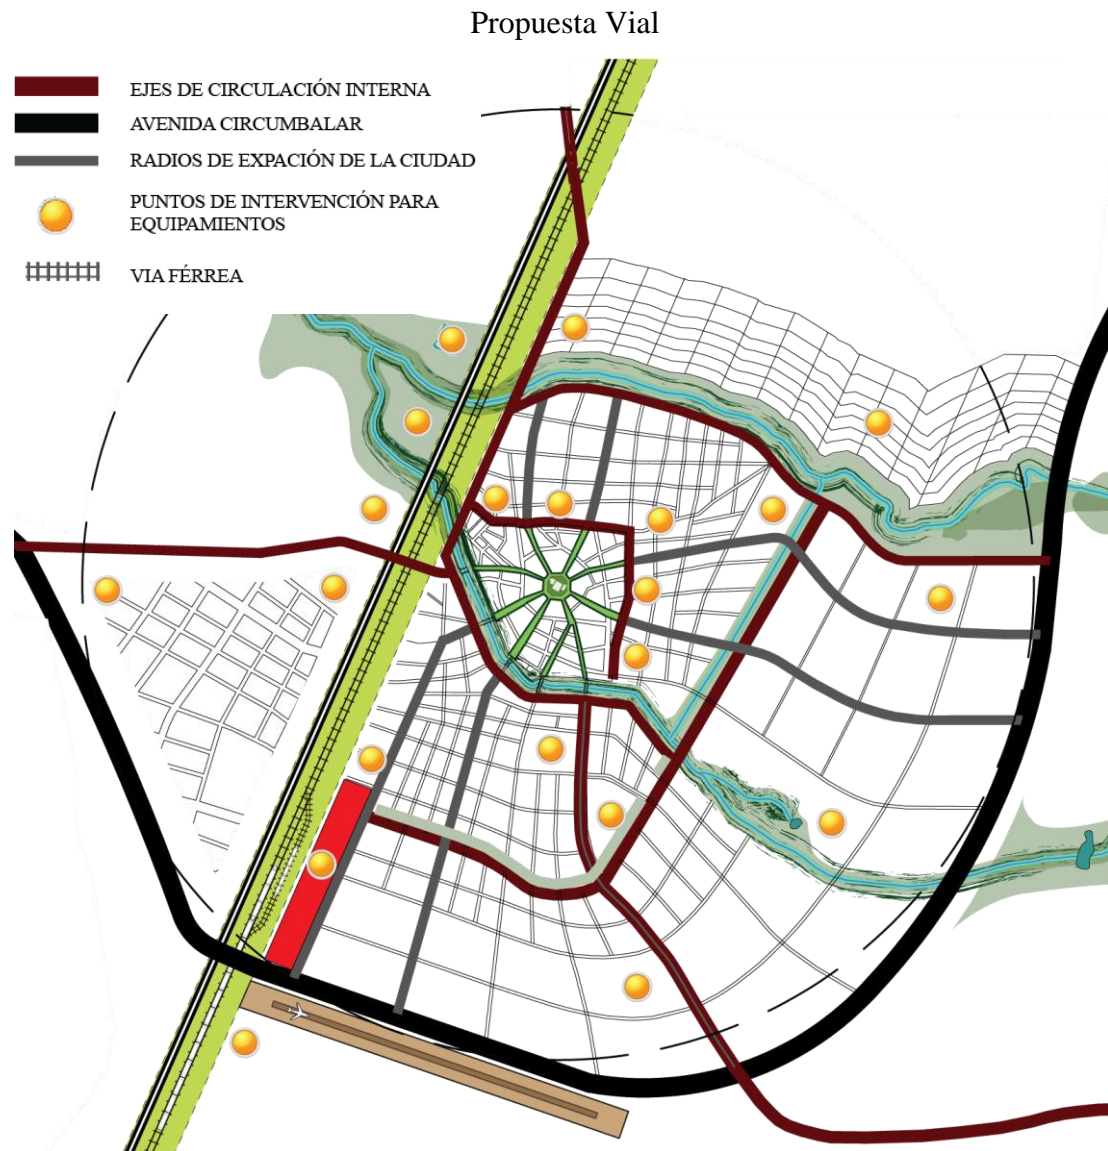 Propuesta Vial
EJES DE CIRCULACIÓN INTERNA
AVENIDA CIRCUMBALAR
RADIOS DE EXPACIÓN DE LA CIUDAD
PUNTOS DE INTERVENCIÓN PARA
EQUIPAMIENTOS
VIA FÉRREA